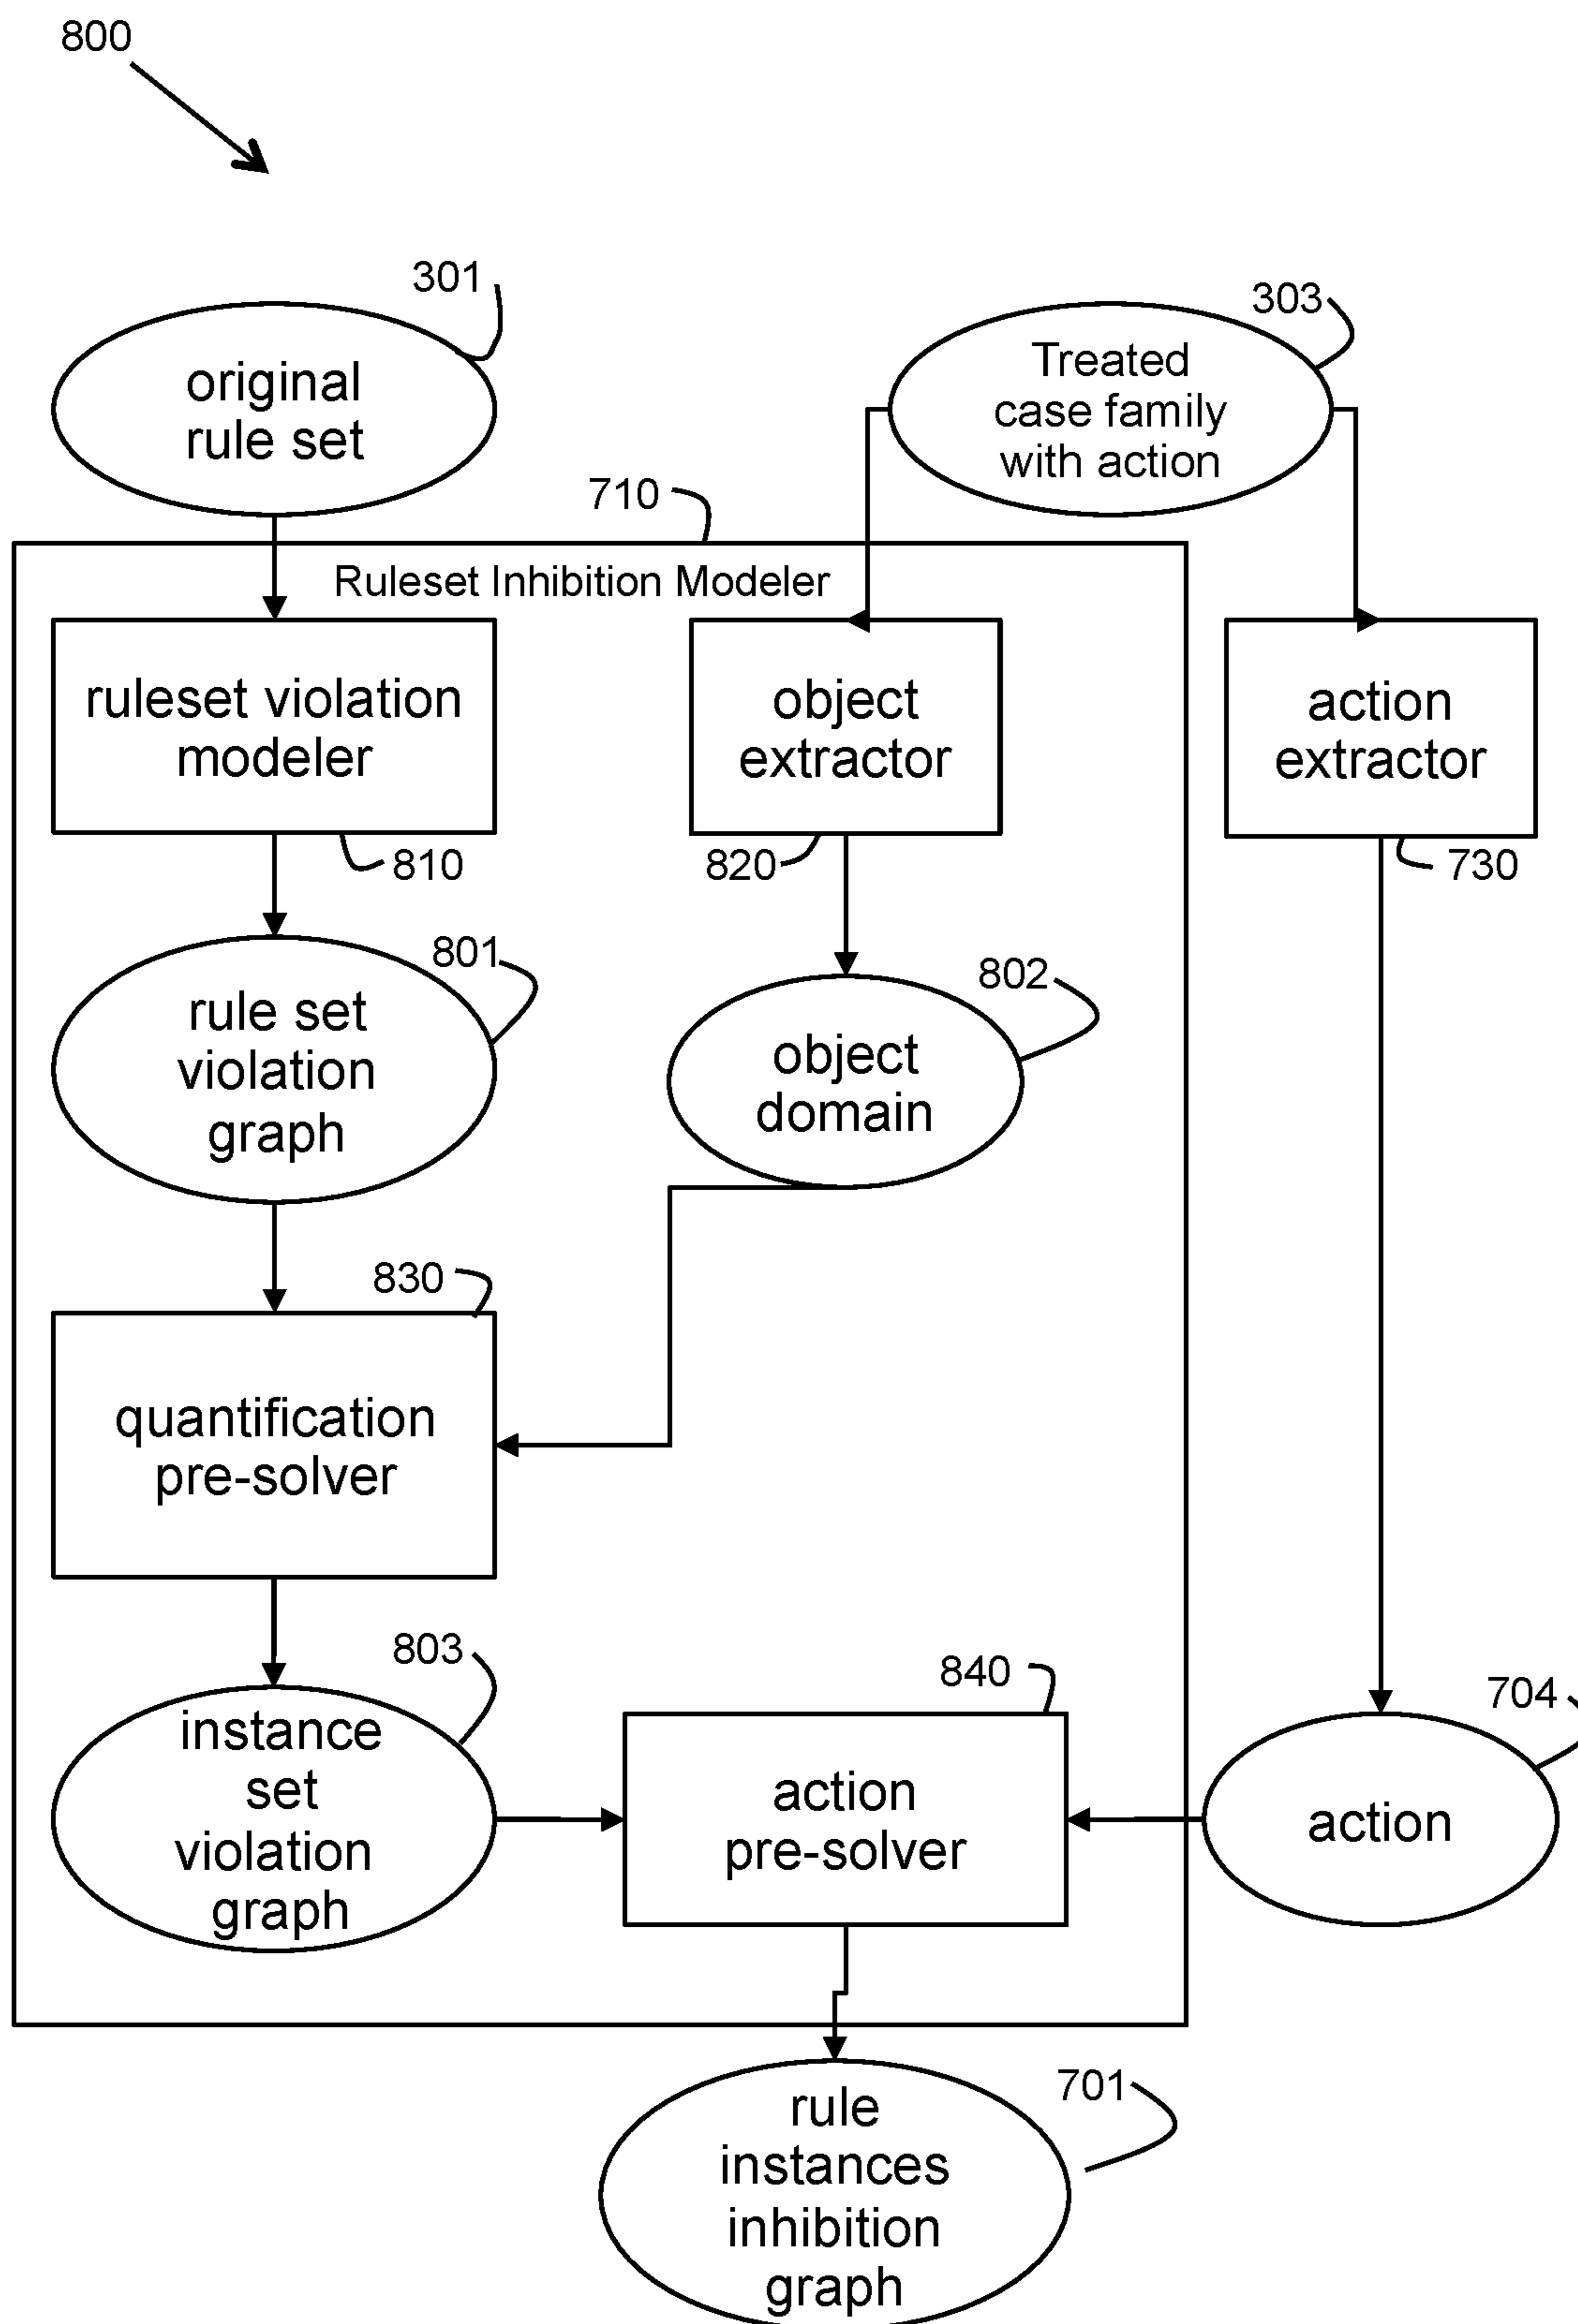 800
301
303
original
rule set
Treated
case family
with action
710
Ruleset Inhibition Modeler
ruleset violation
modeler
object
extractor
action
extractor
810
820
730
801
802
rule set
violation
graph
object
domain
830
quantification
pre-solver
803
840
704
instance
set
violation
graph
action
pre-solver
action
701
rule
instances
inhibition
graph